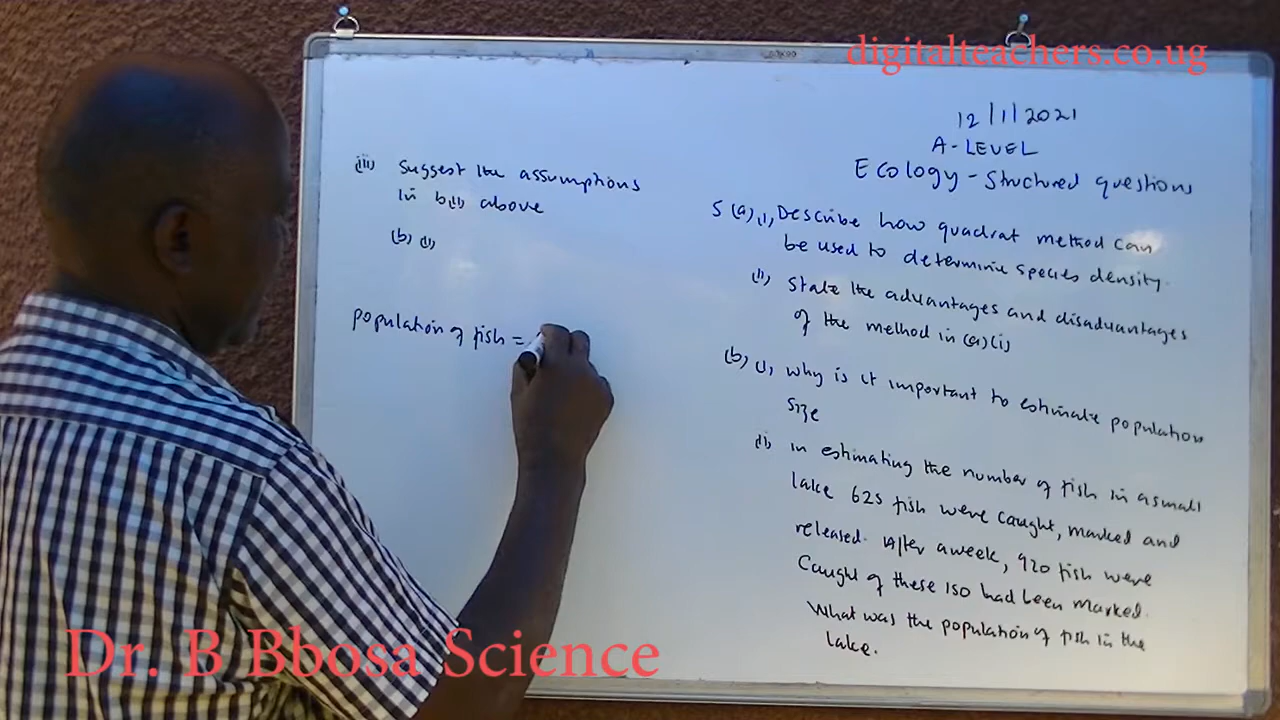 digitalteachers.co.ug
12/1/2021
A-LEVEL
Ecology - Structured questions
5 (a) (i), Describe how quadrat method can
be used to determine species density.
(ii) State the advantages and disadvantages
of the method in (a)(i)
(b) (i), why is it important to estimate population
size
(ii) in estimating the number of fish in a small
lake 625 fish were caught, marked and
released. After a week, 920 fish were
Caught of these 150 had been marked.
What was the population of fish in the
lake.
(iii) Suggest the assumptions
in b(ii) above
(b) (i)
population of fish =
Dr. B Bbosa Science